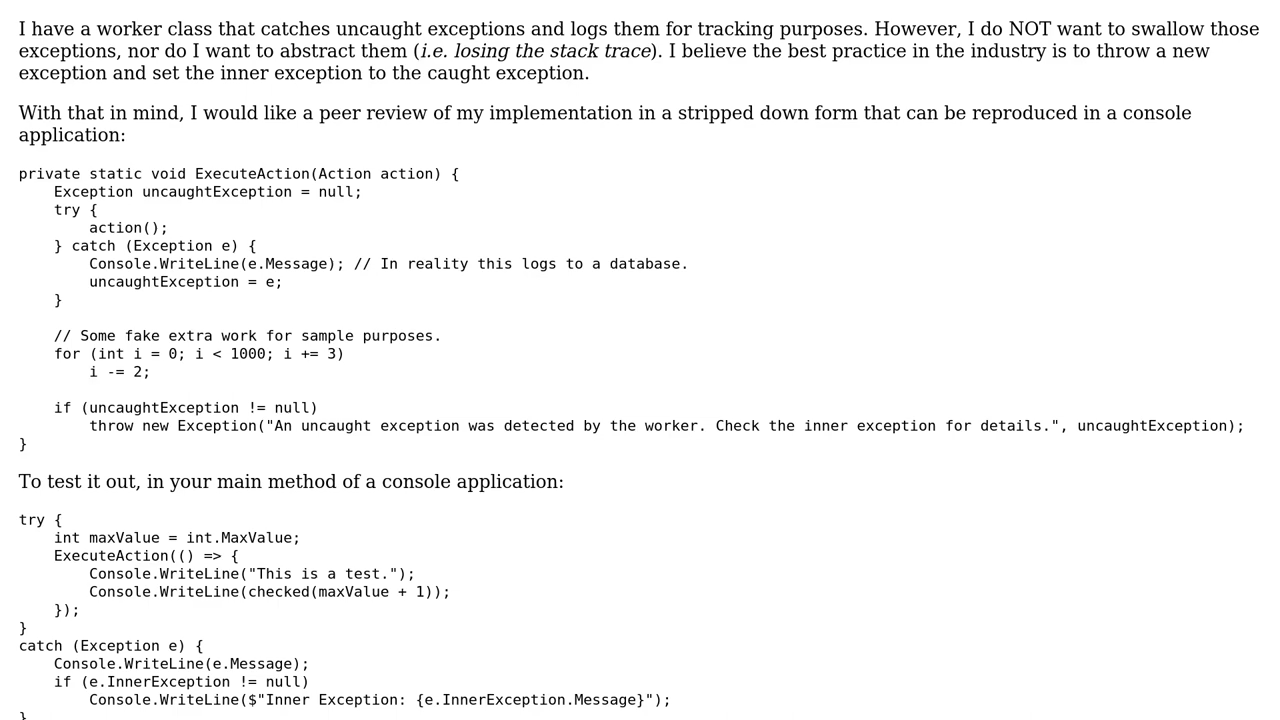 I have a worker class that catches uncaught exceptions and logs them for tracking purposes. However, I do NOT want to swallow those
exceptions, nor do I want to abstract them (i.e. losing the stack trace). I believe the best practice in the industry is to throw a new
exception and set the inner exception to the caught exception.
With that in mind, I would like a peer review of my implementation in a stripped down form that can be reproduced in a console
application:
private static void ExecuteAction(Action action) {
    Exception uncaughtException = null;
    try {
        action();
    } catch (Exception e) {
        Console.WriteLine(e.Message); // In reality this logs to a database.
        uncaughtException = e;
    }
    // Some fake extra work for sample purposes.
    for (int i = 0; i < 1000; i += 3)
        i -= 2;
    if (uncaughtException != null)
        throw new Exception("An uncaught exception was detected by the worker. Check the inner exception for details.", uncaughtException);
}
To test it out, in your main method of a console application:
try {
    int maxValue = int.MaxValue;
    ExecuteAction(() => {
        Console.WriteLine("This is a test.");
        Console.WriteLine(checked(maxValue + 1));
    });
}
catch (Exception e) {
    Console.WriteLine(e.Message);
    if (e.InnerException != null)
        Console.WriteLine($"Inner Exception: {e.InnerException.Message}");
}